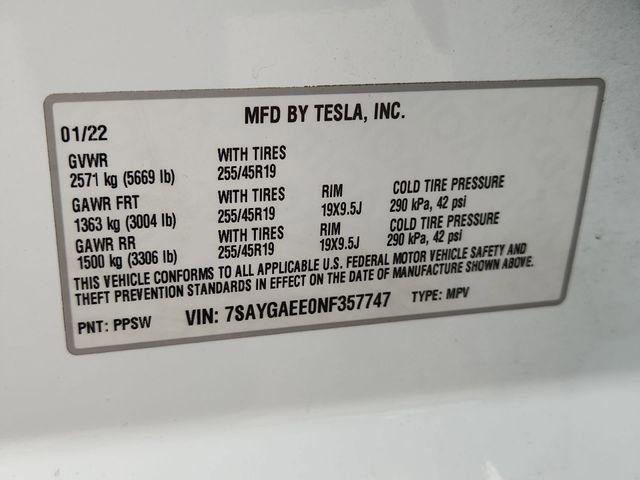 MFD BY TESLA, INC.
01/22
GVWR WITH TIRES
2571 kg (5669 lb) 255/45R19
GAWR FRT WITH TIRES RIM COLD TIRE PRESSURE
1363 kg (3004 lb) 255/45R19 19X9.5J 290 kPa, 42 psi
GAWR RR WITH TIRES RIM COLD TIRE PRESSURE
1500 kg (3306 lb) 255/45R19 19X9.5J 290 kPa, 42 psi
THIS VEHICLE CONFORMS TO ALL APPLICABLE U.S. FEDERAL MOTOR VEHICLE SAFETY AND
THEFT PREVENTION STANDARDS IN EFFECT ON THE DATE OF MANUFACTURE SHOWN ABOVE.
PNT: PPSW VIN: 7SAYGAEE0NF357747 TYPE: MPV